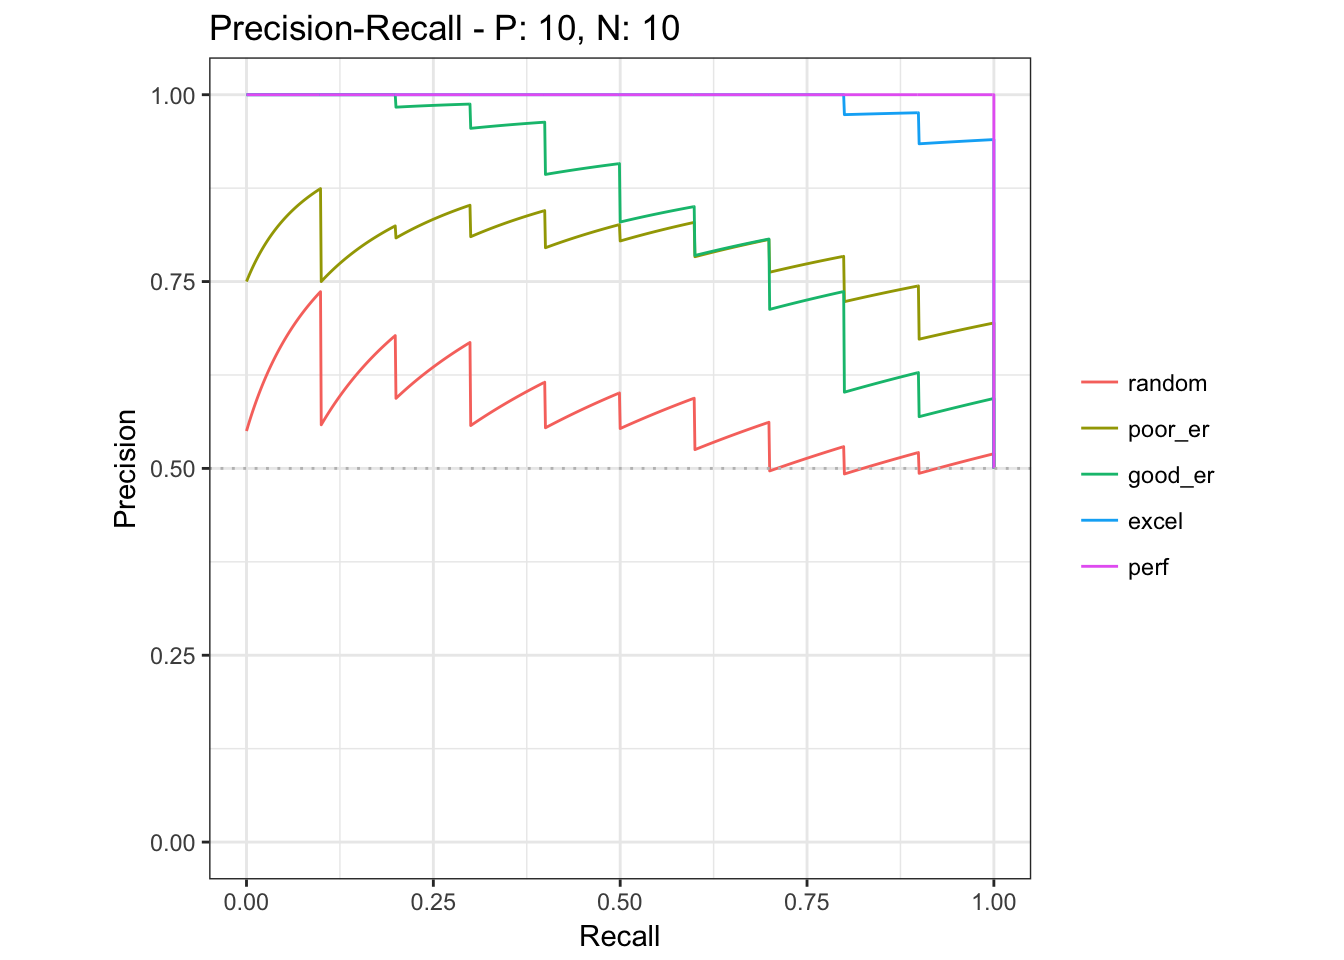 Precision-Recall - P: 10, N: 10
1.00
0.75
0.50
0.25
0.00
Precision
0.00 0.25 0.50 0.75 1.00
Recall
random
poor_er
good_er
excel
perf